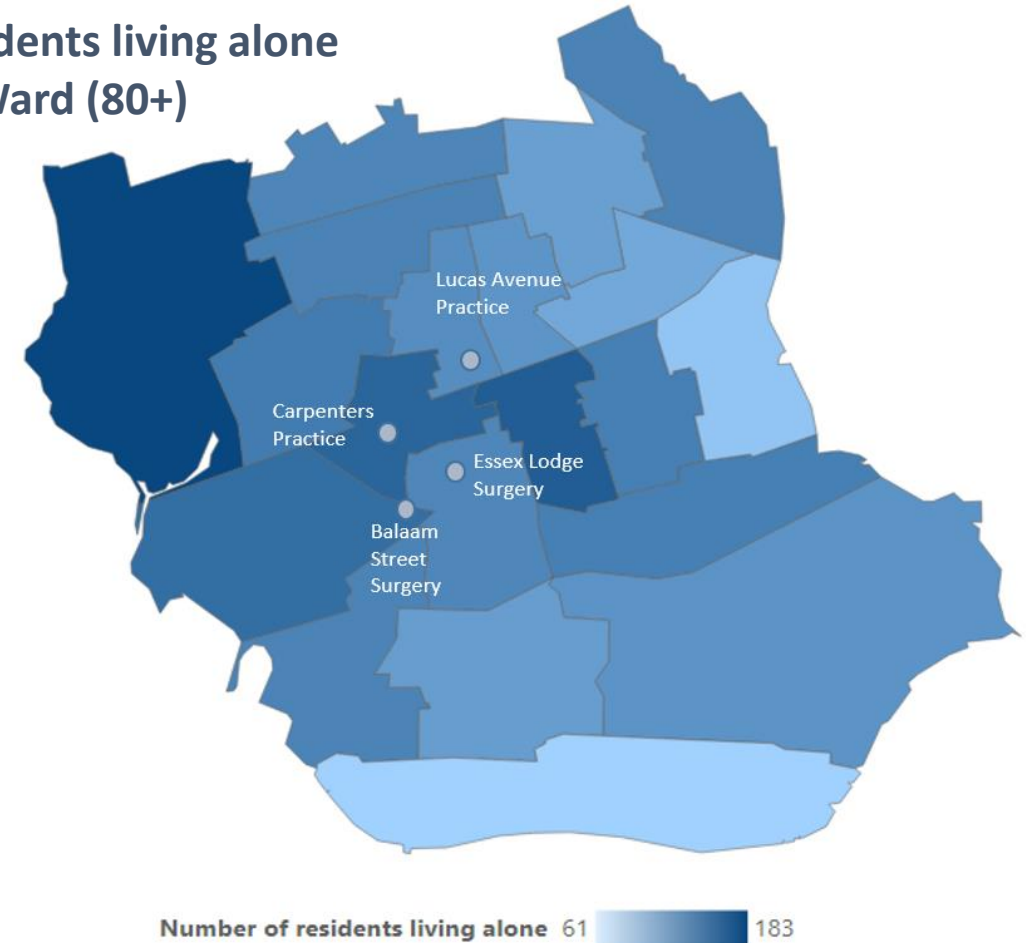 dents living alone
Vard (80+)
Lucas Avenue
Practice
Carpenters
Practice
Essex Lodge
Surgery
Balaam
Street
Surgery
Number of residents living alone 61 183